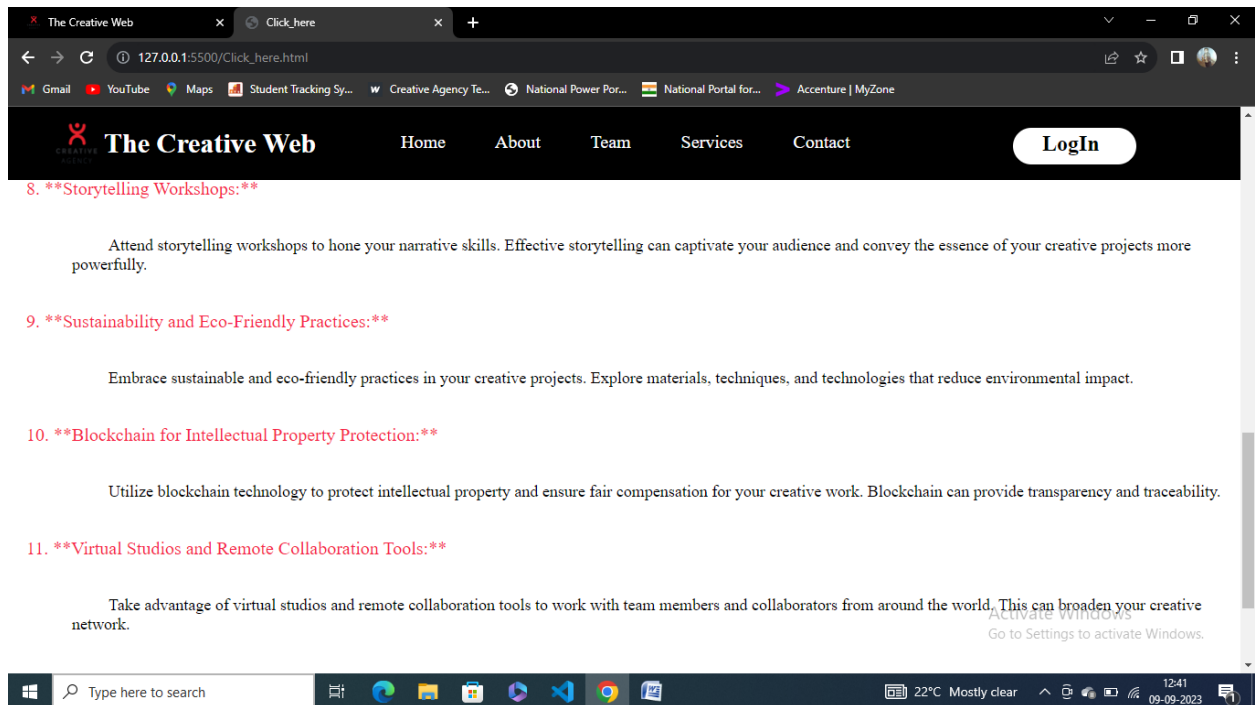 The Creative Web
Click_here
127.0.0.1:5500/Click_here.html
Gmail YouTube Maps Student Tracking Sy... Creative Agency Te... National Power Por... National Portal for... Accenture | MyZone
CREATIVE
AGENCY
The Creative Web Home About Team Services Contact LogIn
8. **Storytelling Workshops:**
Attend storytelling workshops to hone your narrative skills. Effective storytelling can captivate your audience and convey the essence of your creative projects more
powerfully.
9. **Sustainability and Eco-Friendly Practices:**
Embrace sustainable and eco-friendly practices in your creative projects. Explore materials, techniques, and technologies that reduce environmental impact.
10. **Blockchain for Intellectual Property Protection:**
Utilize blockchain technology to protect intellectual property and ensure fair compensation for your creative work. Blockchain can provide transparency and traceability.
11. **Virtual Studios and Remote Collaboration Tools:**
Take advantage of virtual studios and remote collaboration tools to work with team members and collaborators from around the world. This can broaden your creative
network.
Activate Windows
Go to Settings to activate Windows.
Type here to search
22°C Mostly clear
12:41
09-09-2023
1